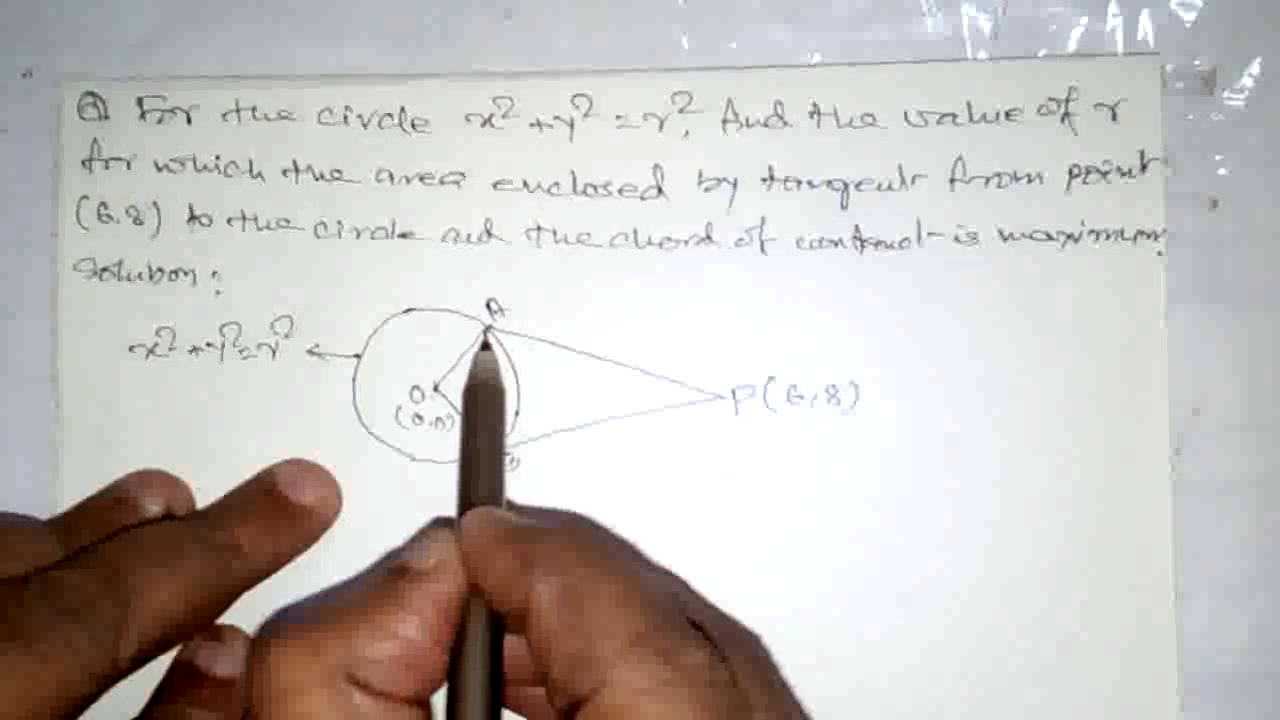 Q For the circle x²+y²=r², find the value of r
for which the area enclosed by tangents from point
(6,8) to the circle and the chord of contact is maximum.
Solution:
A
x²+y²=r²
O
P(6,8)
(0,0)
B